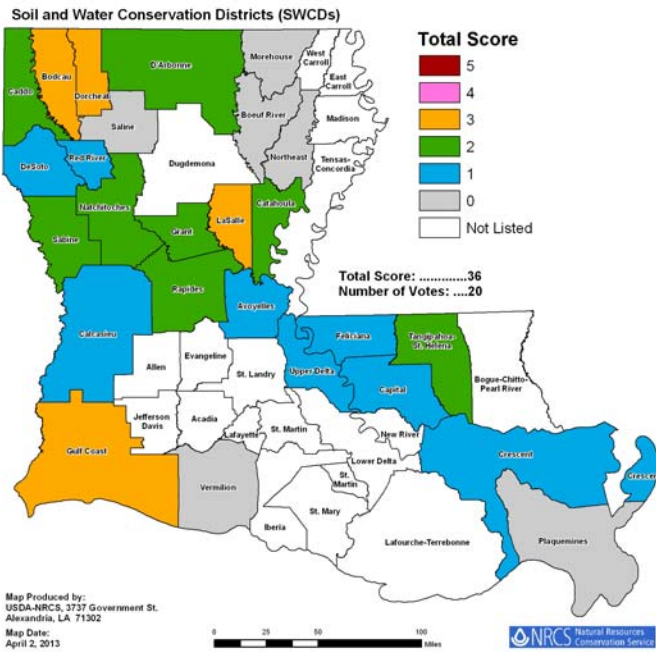 Soil and Water Conservation Districts (SWCDs)
Total Score
5
4
3
2
1
0
Not Listed
Total Score: .............36
Number of Votes: ....20
Caddo
Bodcau
Dorcheat
D'Arbonne
Morehouse
West
Carroll
East
Carroll
Boeuf River
Madison
Saline
Northeast
Tensas-
Concordia
Dugdemona
DeSoto
Red River
Natchitoches
Sabine
Grant
LaSalle
Catahoula
Rapides
Avoyelles
Calcasieu
Feliciana
Tangipahoa-
St. Helena
Bogue-Chitto-
Pearl River
Allen
Evangeline
St. Landry
Upper Delta
Capital
Gulf Coast
Jefferson
Davis
Acadia
Lafayette
St. Martin
New River
Lower Delta
St.
Martin
Crescent
Crescen
Vermilion
Iberia
St. Mary
Lafourche-Terrebonne
Plaquemines
Map Produced by:
USDA-NRCS, 3737 Government St.
Alexandria, LA 71302
Map Date:
April 2, 2013
0 25 50 100
Miles
NRCS Natural Resources
Conservation Service